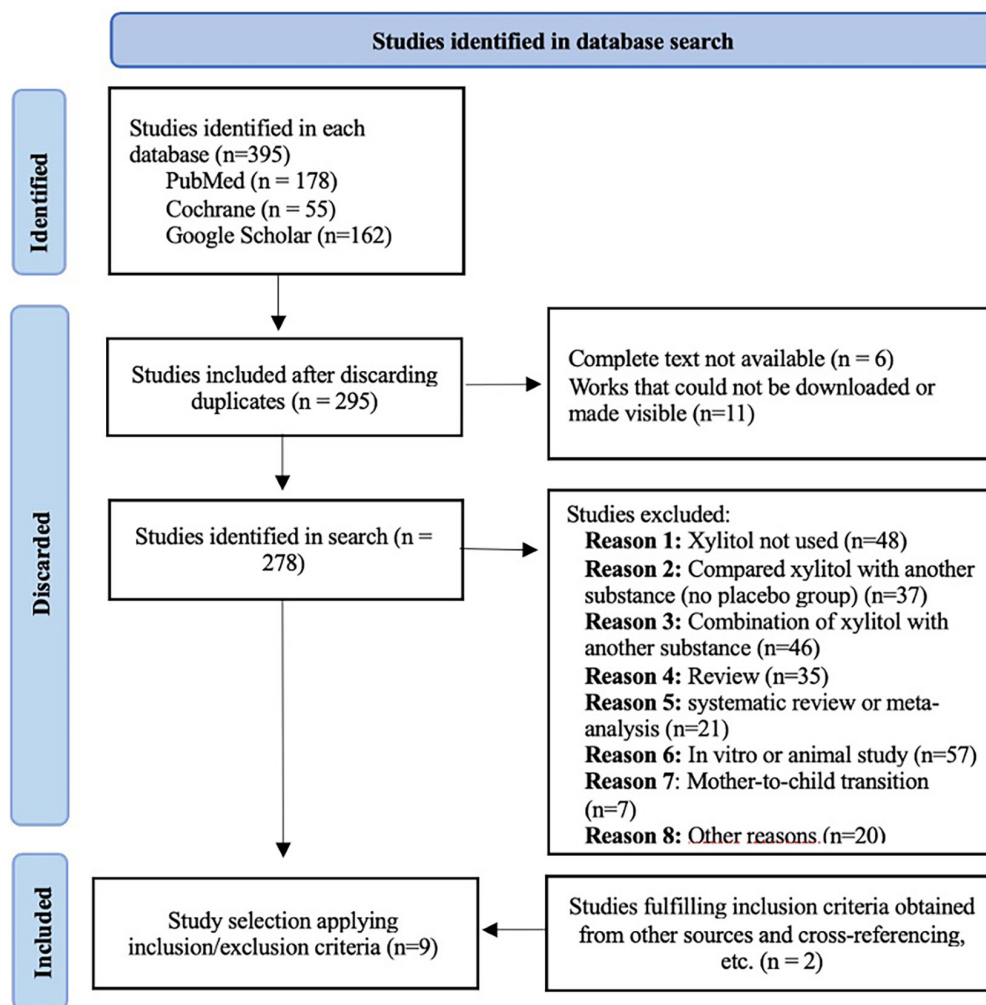 Studies identified in database search
Identified
Studies identified in each
database (n=395)
PubMed (n = 178)
Cochrane (n = 55)
Google Scholar (n=162)
Discarded
Studies included after discarding
duplicates (n = 295)
Complete text not available (n = 6)
Works that could not be downloaded or
made visible (n=11)
Studies identified in search (n =
278)
Studies excluded:
Reason 1: Xylitol not used (n=48)
Reason 2: Compared xylitol with another
substance (no placebo group) (n=37)
Reason 3: Combination of xylitol with
another substance (n=46)
Reason 4: Review (n=35)
Reason 5: systematic review or meta-
analysis (n=21)
Reason 6: In vitro or animal study (n=57)
Reason 7: Mother-to-child transition
(n=7)
Reason 8: Other reasons (n=20)
Included
Study selection applying
inclusion/exclusion criteria (n=9)
Studies fulfilling inclusion criteria obtained
from other sources and cross-referencing,
etc. (n = 2)